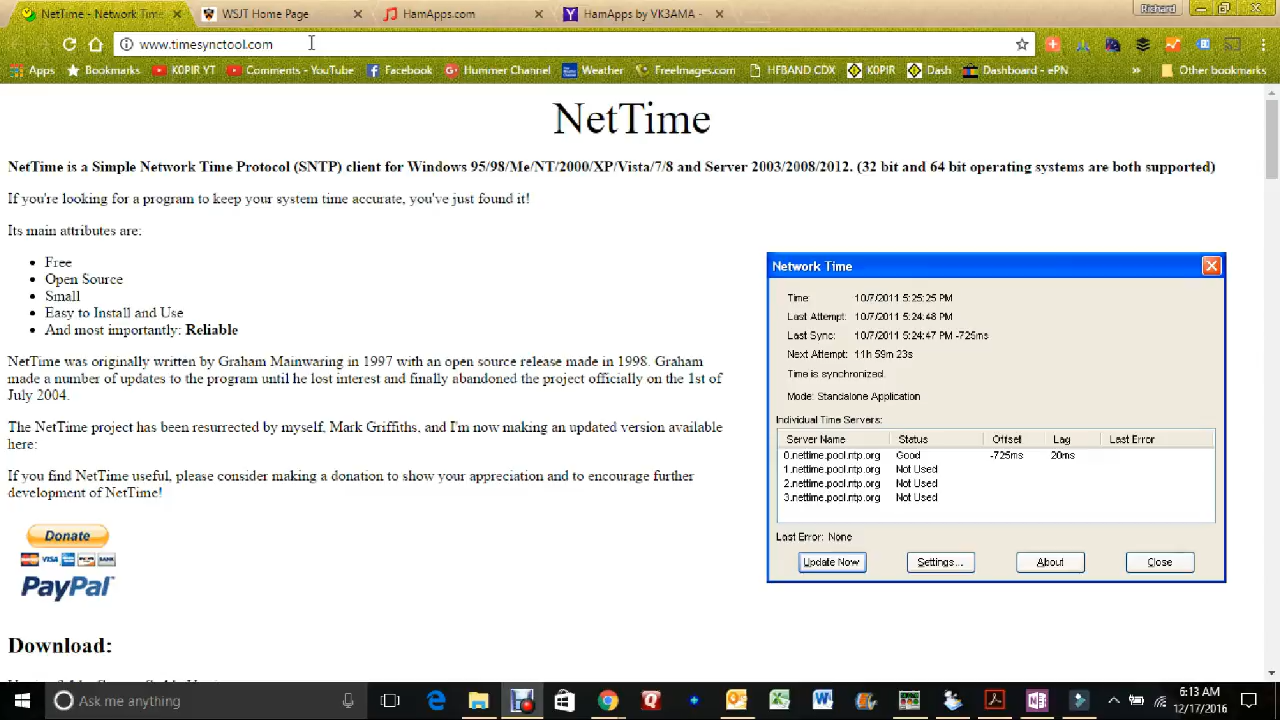 NetTime - Network Time
WSJT Home Page
HamApps.com
HamApps by VK3AMA -
Richard
www.timesynctool.com
Apps
Bookmarks
K0PIR YT
Comments - YouTube
Facebook
Hummer Channel
Weather
FreeImages.com
HFBAND CDX
K0PIR
Dash
Dashboard - ePN
»
Other bookmarks
NetTime
NetTime is a Simple Network Time Protocol (SNTP) client for Windows 95/98/Me/NT/2000/XP/Vista/7/8 and Server 2003/2008/2012. (32 bit and 64 bit operating systems are both supported)
If you're looking for a program to keep your system time accurate, you've just found it!
Its main attributes are:
Free
Open Source
Small
Easy to Install and Use
And most importantly: Reliable
NetTime was originally written by Graham Mainwaring in 1997 with an open source release made in 1998. Graham
made a number of updates to the program until he lost interest and finally abandoned the project officially on the 1st of
July 2004.
The NetTime project has been resurrected by myself, Mark Griffiths, and I'm now making an updated version available
here:
If you find NetTime useful, please consider making a donation to show your appreciation and to encourage further
development of NetTime!
Donate
VISA
BANK
PayPal
Download:
Network Time
Time: 10/7/2011 5:25:25 PM
Last Attempt: 10/7/2011 5:24:48 PM
Last Sync: 10/7/2011 5:24:47 PM -725ms
Next Attempt: 11h 59m 23s
Time is synchronized.
Mode: Standalone Application
Individual Time Servers:
Server Name Status Offset Lag Last Error
0.nettime.pool.ntp.org Good -725ms 20ms
1.nettime.pool.ntp.org Not Used
2.nettime.pool.ntp.org Not Used
3.nettime.pool.ntp.org Not Used
Last Error: None
Update Now Settings... About Close
Ask me anything
6:13 AM
12/17/2016